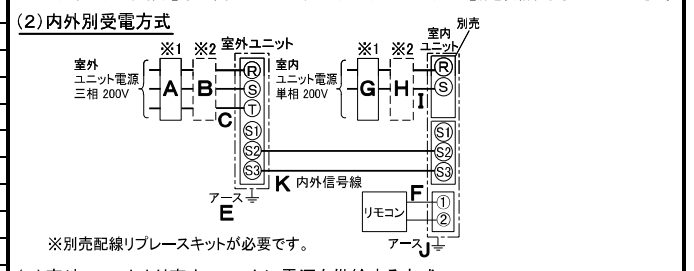 (2)内外別受電方式
別売
※1 ※2 室外ユニット
※1 ※2 室内ユニット
室外
ユニット電源
三相 200V
A B C
R
S
T
S1
S2
S3
室内
ユニット電源
単相 200V
G H I
R
S
S1
S2
S3
K 内外信号線
アース
E
リモコン
F
①
②
アース J
※別売配線リプレースキットが必要です。